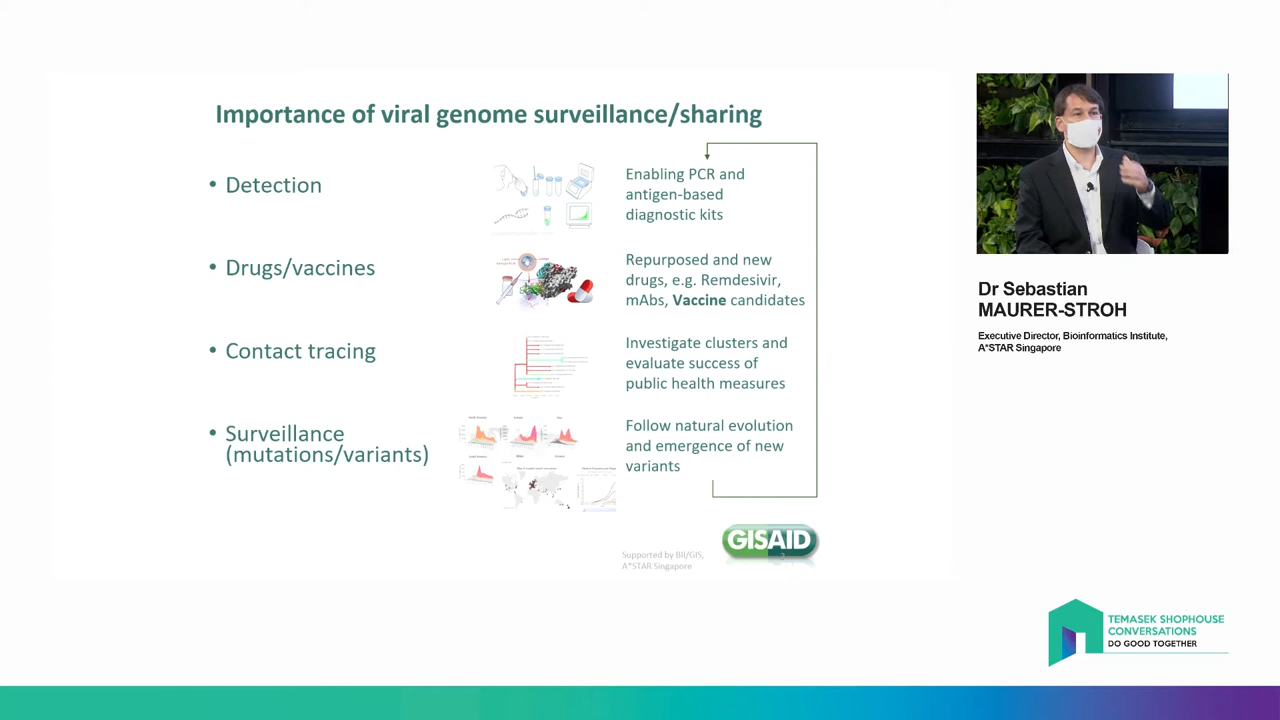 Importance of viral genome surveillance/sharing
• Detection
Enabling PCR and
antigen-based
diagnostic kits
• Drugs/vaccines
Repurposed and new
drugs, e.g. Remdesivir,
mAbs, Vaccine candidates
• Contact tracing
Investigate clusters and
evaluate success of
public health measures
• Surveillance
(mutations/variants)
Follow natural evolution
and emergence of new
variants
Supported by BII/GIS,
A*STAR Singapore
GISAID
Dr Sebastian
MAURER-STROH
Executive Director, Bioinformatics Institute,
A*STAR Singapore
TEMASEK SHOPHOUSE
CONVERSATIONS
DO GOOD TOGETHER